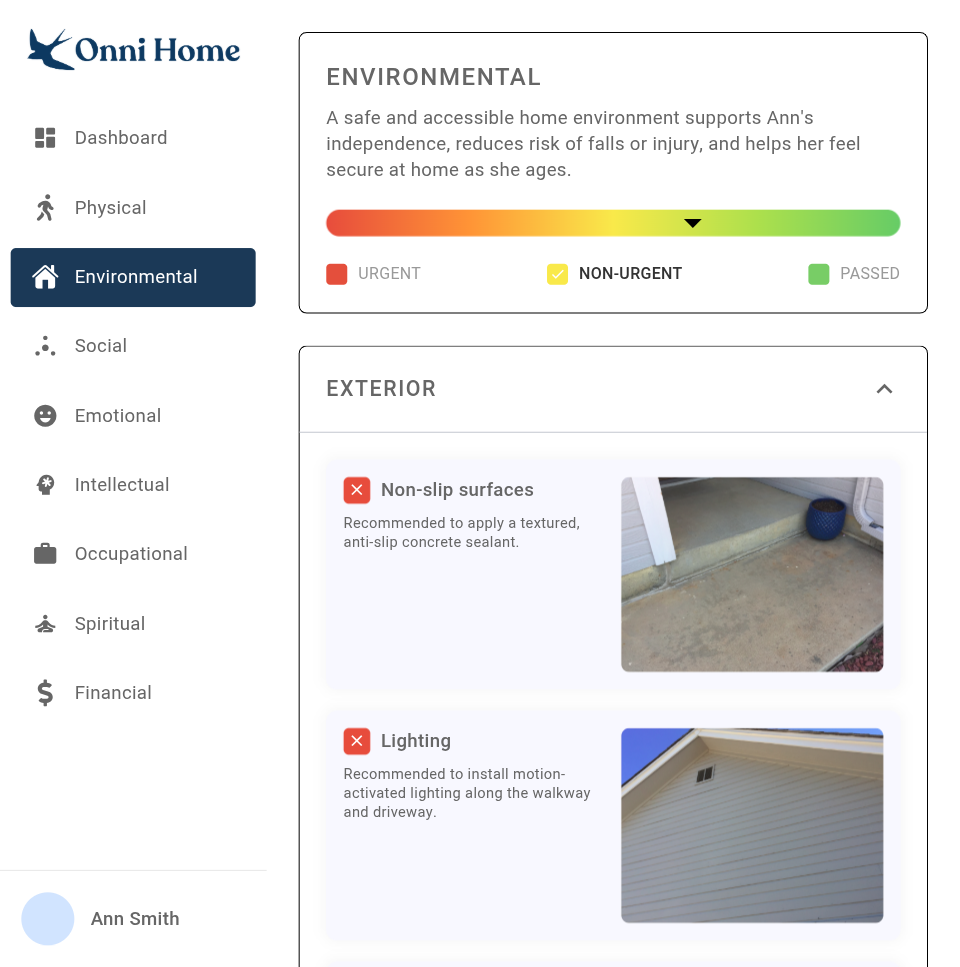 Onni Home
Dashboard
Physical
Environmental
Social
Emotional
Intellectual
Occupational
Spiritual
Financial
Ann Smith
ENVIRONMENTAL
A safe and accessible home environment supports Ann's
independence, reduces risk of falls or injury, and helps her feel
secure at home as she ages.
URGENT
NON-URGENT
PASSED
EXTERIOR
Non-slip surfaces
Recommended to apply a textured,
anti-slip concrete sealant.
Lighting
Recommended to install motion-
activated lighting along the walkway
and driveway.